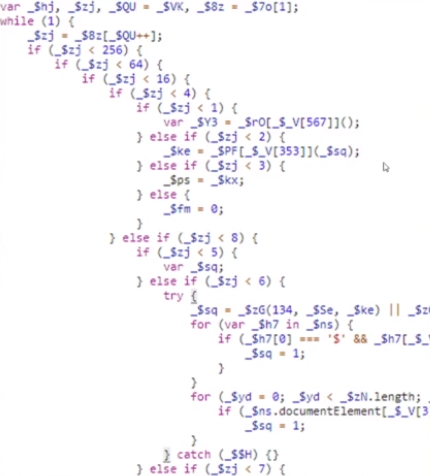 var _$hj, _$zj, _$QU = _$VK, _$8z = _$7o[1];
while (1) {
_$zj = _$8z[_$QU++];
if (_$zj < 256) {
if (_$zj < 64) {
if (_$zj < 16) {
if (_$zj < 4) {
if (_$zj < 1) {
var _$Y3 = _$rO[_$_V[567]]();
} else if (_$zj < 2) {
_$ke = _$PF[_$_V[353]](_$sq);
} else if (_$zj < 3) {
_$ps = _$kx;
} else {
_$fm = 0;
}
} else if (_$zj < 8) {
if (_$zj < 5) {
var _$sq;
} else if (_$zj < 6) {
try {
_$sq = _$zG(134, _$Se, _$ke) || _$z
for (var _$h7 in _$ns) {
if (_$h7[0] === '$' && _$h7[_$_V
_$sq = 1;
}
}
for (_$yd = 0; _$yd < _$zN.length;
if (_$ns.documentElement[_$_V[3
_$sq = 1;
}
} catch (_$$H) {}
} else if (_$zj < 7) {